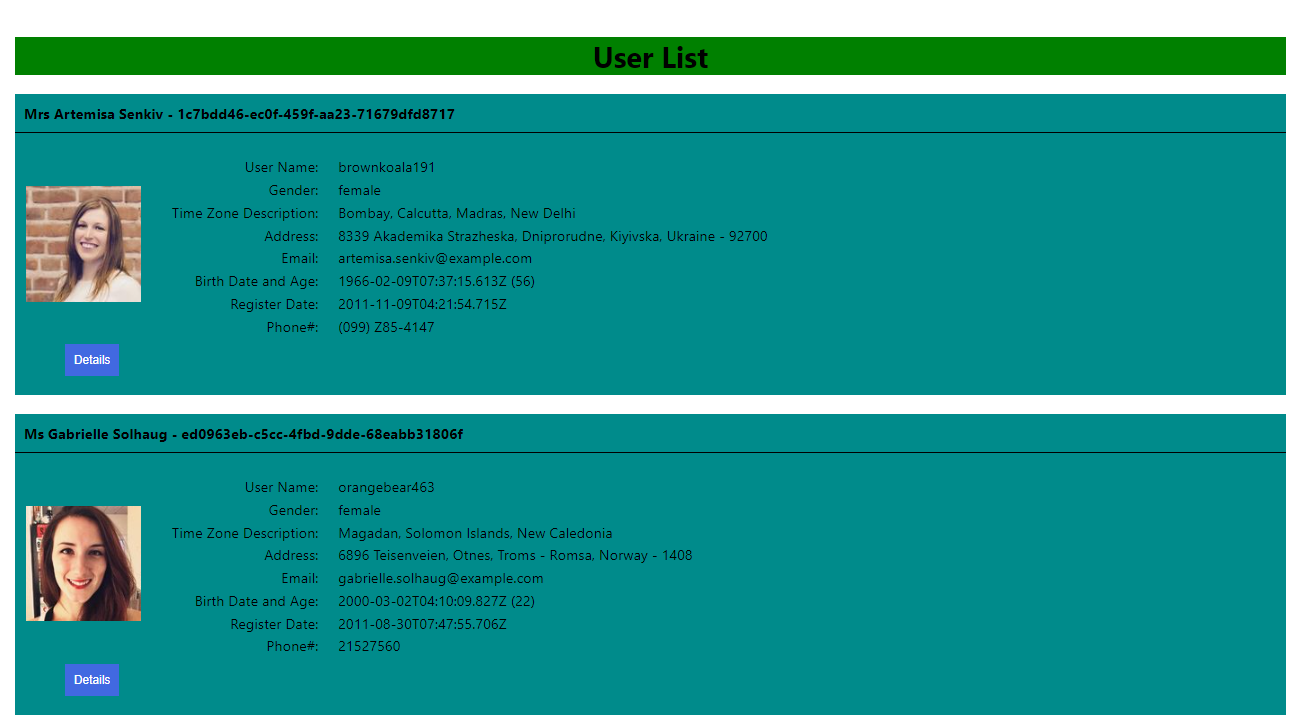 User List
Mrs Artemisa Senkiv - 1c7bdd46-ec0f-459f-aa23-71679dfd8717
User Name: brownkoala191
Gender: female
Time Zone Description: Bombay, Calcutta, Madras, New Delhi
Address: 8339 Akademika Strazheska, Dniprorudne, Kiyivska, Ukraine - 92700
Email: artemisa.senkiv@example.com
Birth Date and Age: 1966-02-09T07:37:15.613Z (56)
Register Date: 2011-11-09T04:21:54.715Z
Phone#: (099) Z85-4147
Details
Ms Gabrielle Solhaug - ed0963eb-c5cc-4fbd-9dde-68eabb31806f
User Name: orangebear463
Gender: female
Time Zone Description: Magadan, Solomon Islands, New Caledonia
Address: 6896 Teisenveien, Otnes, Troms - Romsa, Norway - 1408
Email: gabrielle.solhaug@example.com
Birth Date and Age: 2000-03-02T04:10:09.827Z (22)
Register Date: 2011-08-30T07:47:55.706Z
Phone#: 21527560
Details